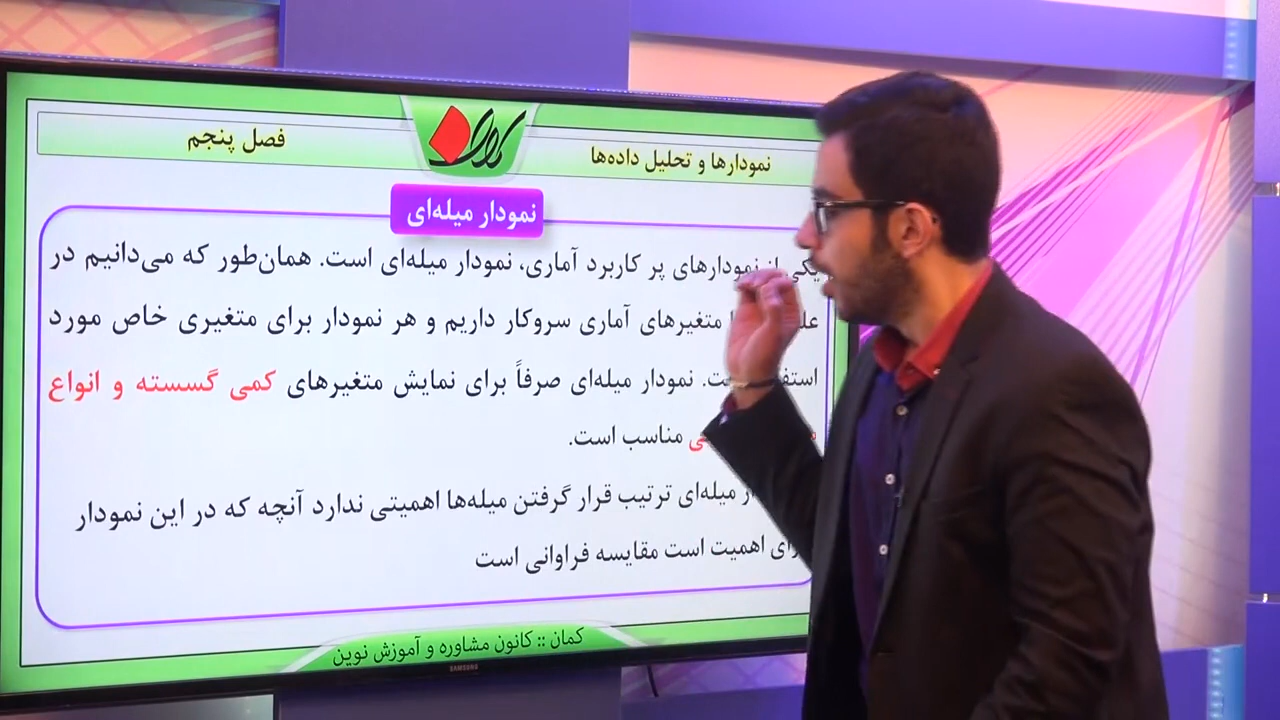 نمودارها و تحلیل داده‌ها
فصل پنجم
نمودار میله‌ای
یکی از نمودارهای پر کاربرد آماری، نمودار میله‌ای است. همان‌طور که می‌دانیم در
متغیرهای آماری سروکار داریم و هر نمودار برای متغیری خاص مورد
نمودار میله‌ای صرفاً برای نمایش متغیرهای کمی گسسته و انواع
مناسب است.
میله‌ای ترتیب قرار گرفتن میله‌ها اهمیتی ندارد آنچه که در این نمودار
اهمیت است مقایسه فراوانی است
کمان :: کانون مشاوره و آموزش نوین
SAMSUNG